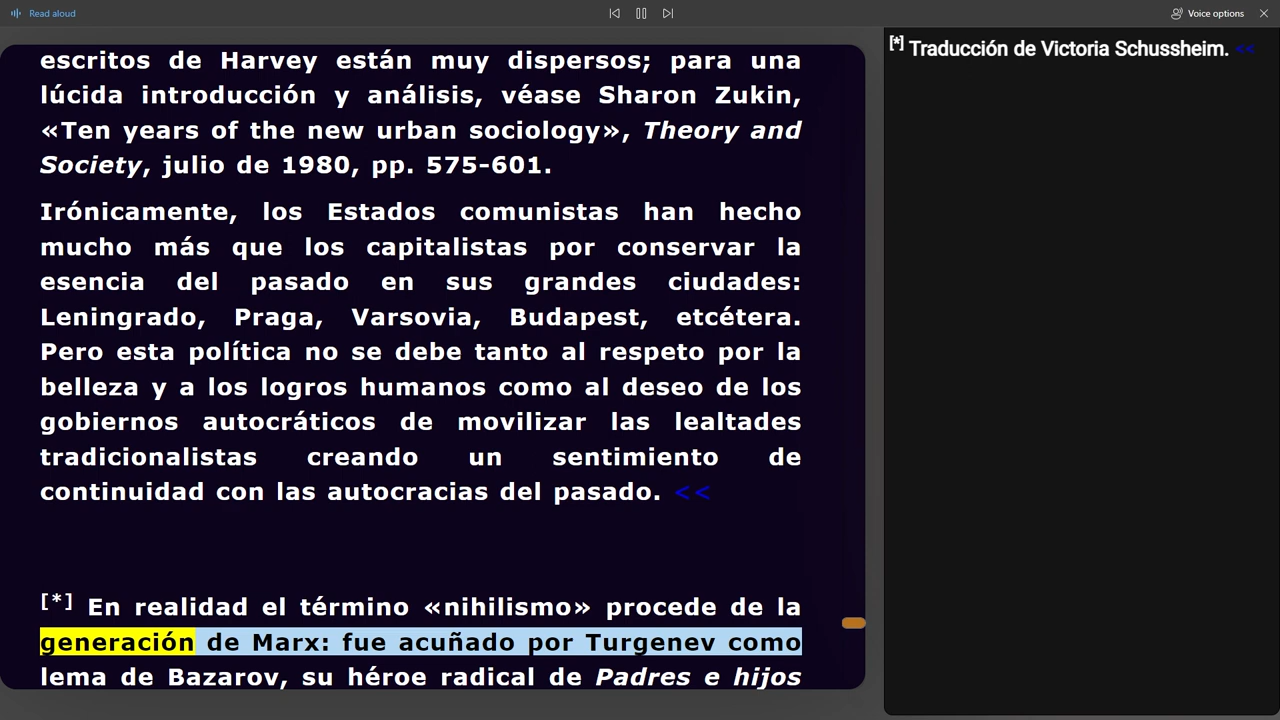 Read aloud
Voice options
escritos de Harvey están muy dispersos; para una
lúcida introducción y análisis, véase Sharon Zukin,
«Ten years of the new urban sociology», Theory and
Society, julio de 1980, pp. 575-601.
Irónicamente, los Estados comunistas han hecho
mucho más que los capitalistas por conservar la
esencia del pasado en sus grandes ciudades:
Leningrado, Praga, Varsovia, Budapest, etcétera.
Pero esta política no se debe tanto al respeto por la
belleza y a los logros humanos como al deseo de los
gobiernos autocráticos de movilizar las lealtades
tradicionalistas creando un sentimiento de
continuidad con las autocracias del pasado. <<
[*] En realidad el término «nihilismo» procede de la
generación de Marx: fue acuñado por Turgenev como
lema de Bazarov, su héroe radical de Padres e hijos
[*] Traducción de Victoria Schussheim. <<